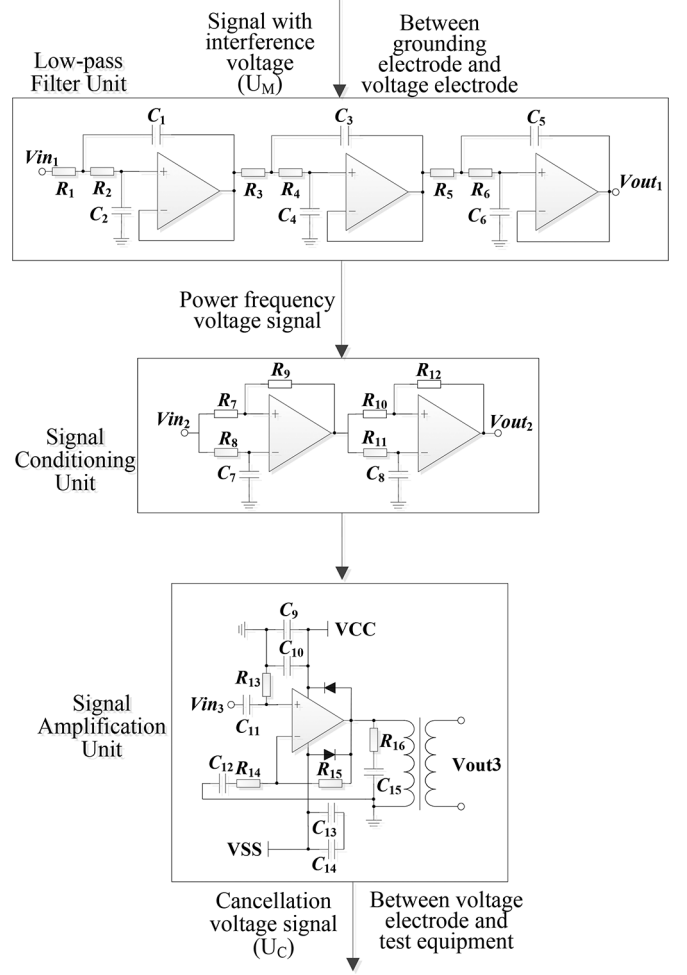 Signal with
interference
voltage
(U_M)
Between
grounding
electrode and
voltage electrode
Low-pass
Filter Unit
C1
C3
C5
Vin1
R1
R2
R3
R4
R5
R6
Vout1
C2
C4
C6
+
−
+
−
+
−
Power frequency
voltage signal
R9
R12
R7
R10
Vin2
Vout2
R8
R11
C7
C8
+
−
+
−
Signal
Conditioning
Unit
C9
VCC
C10
R13
Vin3
C11
+
−
R16
C12
R14
R15
C15
Vout3
C13
VSS
C14
Signal
Amplification
Unit
Cancellation
voltage signal
(U_C)
Between voltage
electrode and
test equipment